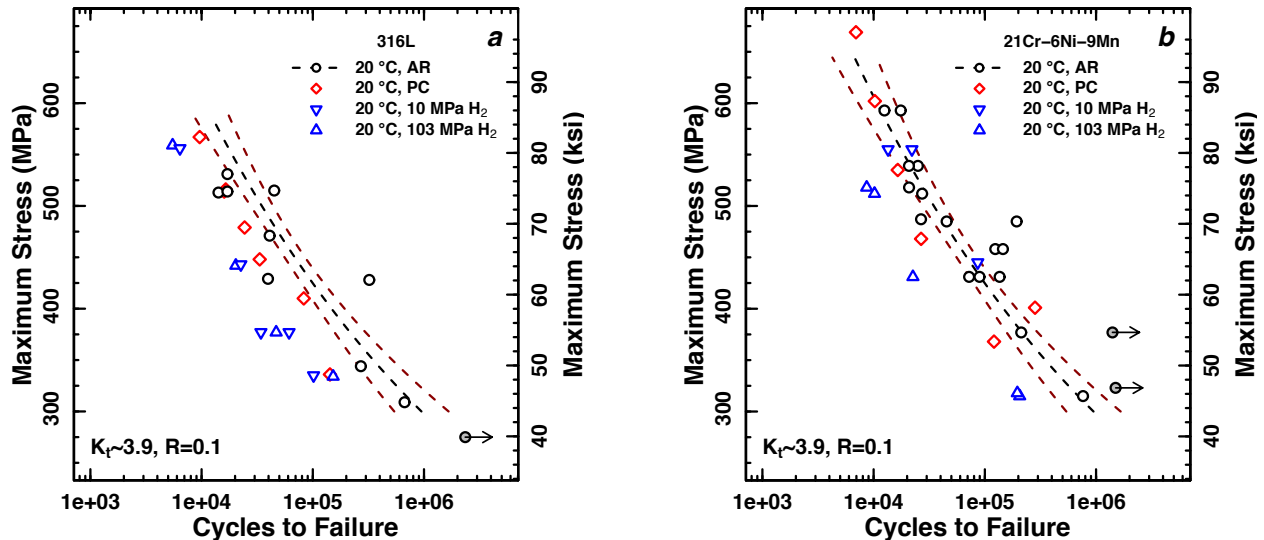 316L
a
20 °C, AR
20 °C, PC
20 °C, 10 MPa H₂
20 °C, 103 MPa H₂
Maximum Stress (MPa)
600
500
400
300
Maximum Stress (ksi)
90
80
70
60
50
40
Kₜ~3.9, R=0.1
1e+03 1e+04 1e+05 1e+06
Cycles to Failure
21Cr−6Ni−9Mn
b
20 °C, AR
20 °C, PC
20 °C, 10 MPa H₂
20 °C, 103 MPa H₂
Maximum Stress (MPa)
600
500
400
300
Maximum Stress (ksi)
90
80
70
60
50
40
Kₜ~3.9, R=0.1
1e+03 1e+04 1e+05 1e+06
Cycles to Failure